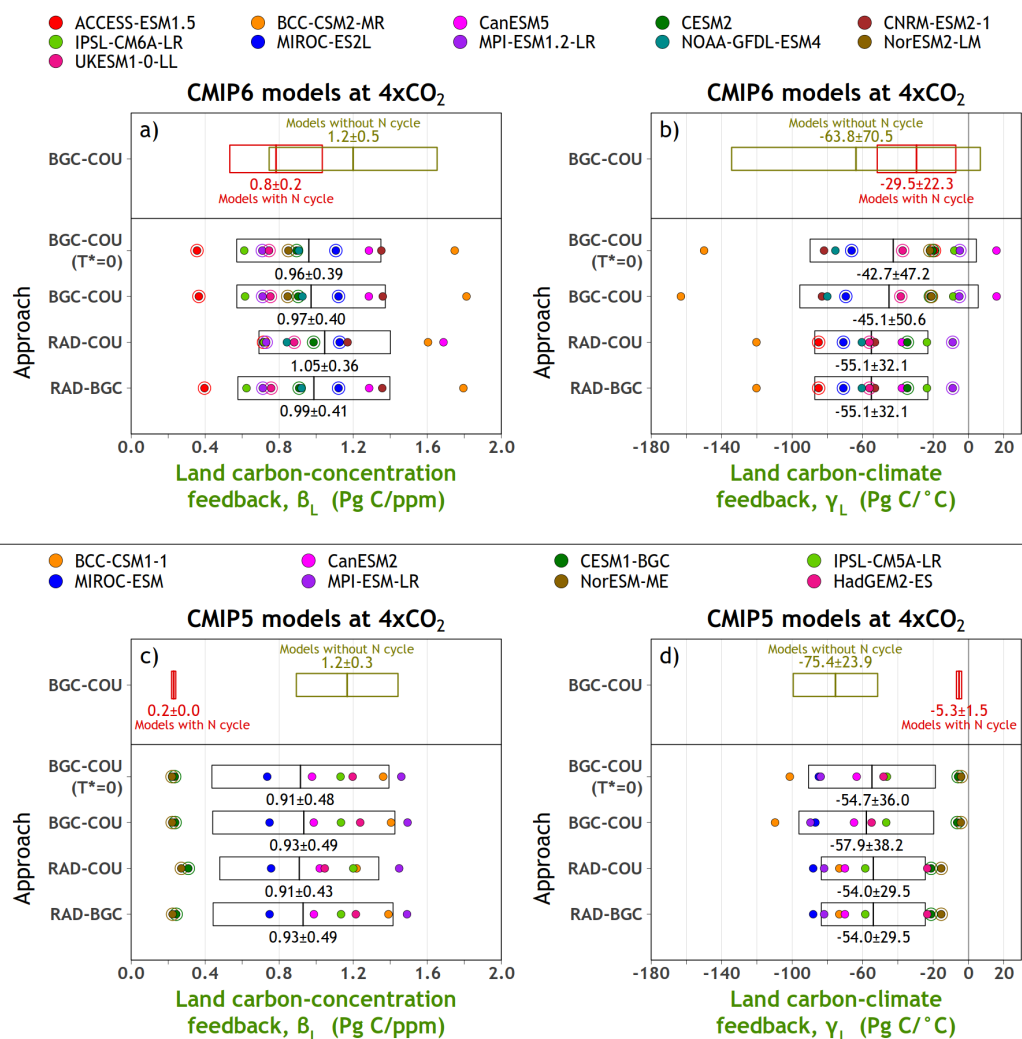 ACCESS-ESM1.5 BCC-CSM2-MR CanESM5 CESM2 CNRM-ESM2-1
IPSL-CM6A-LR MIROC-ES2L MPI-ESM1.2-LR NOAA-GFDL-ESM4 NorESM2-LM
UKESM1-0-LL
CMIP6 models at 4xCO2
a)
Models without N cycle
1.2±0.5
BGC-COU
0.8±0.2
Models with N cycle
Approach
BGC-COU
(T*=0)
0.96±0.39
BGC-COU
0.97±0.40
RAD-COU
1.05±0.36
RAD-BGC
0.99±0.41
0.0 0.4 0.8 1.2 1.6 2.0
Land carbon-concentration
feedback, βL (Pg C/ppm)
CMIP6 models at 4xCO2
b)
Models without N cycle
-63.8±70.5
BGC-COU
-29.5±22.3
Models with N cycle
Approach
BGC-COU
(T*=0)
-42.7±47.2
BGC-COU
-45.1±50.6
RAD-COU
-55.1±32.1
RAD-BGC
-55.1±32.1
-180 -140 -100 -60 -20 0
Land carbon-climate
feedback, γL (Pg C/°C)
BCC-CSM1-1 CanESM2 CESM1-BGC IPSL-CM5A-LR
MIROC-ESM MPI-ESM-LR NorESM-ME HadGEM2-ES
CMIP5 models at 4xCO2
c)
Models without N cycle
1.2±0.3
BGC-COU
0.2±0.0
Models with N cycle
Approach
BGC-COU
(T*=0)
0.91±0.48
BGC-COU
0.93±0.49
RAD-COU
0.91±0.43
RAD-BGC
0.93±0.49
0.0 0.4 0.8 1.2 1.6 2.0
Land carbon-concentration
feedback, βL (Pg C/ppm)
CMIP5 models at 4xCO2
d)
Models without N cycle
-75.4±23.9
BGC-COU
-5.3±1.5
Models with N cycle
Approach
BGC-COU
(T*=0)
-54.7±36.0
BGC-COU
-57.9±38.2
RAD-COU
-54.0±29.5
RAD-BGC
-54.0±29.5
-180 -140 -100 -60 -20 0
Land carbon-climate
feedback, γL (Pg C/°C)